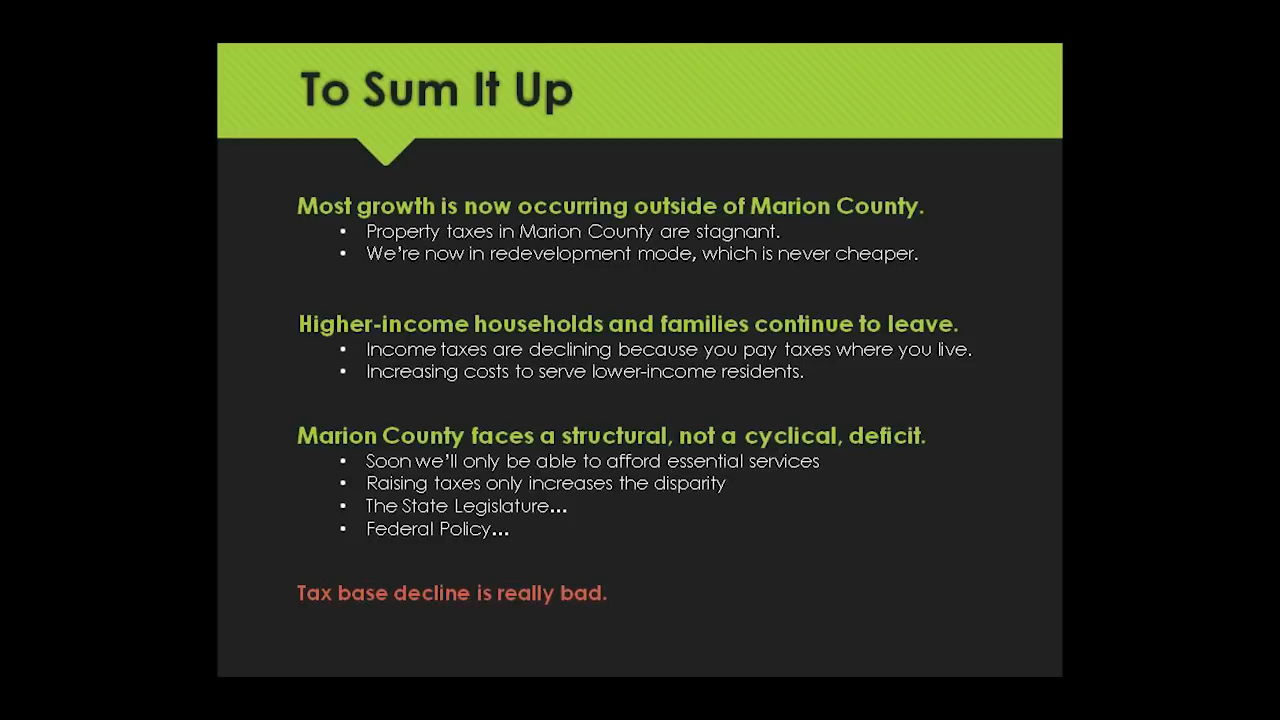 To Sum It Up
Most growth is now occurring outside of Marion County.
• Property taxes in Marion County are stagnant.
• We're now in redevelopment mode, which is never cheaper.
Higher-income households and families continue to leave.
• Income taxes are declining because you pay taxes where you live.
• Increasing costs to serve lower-income residents.
Marion County faces a structural, not a cyclical, deficit.
• Soon we'll only be able to afford essential services
• Raising taxes only increases the disparity
• The State Legislature...
• Federal Policy...
Tax base decline is really bad.